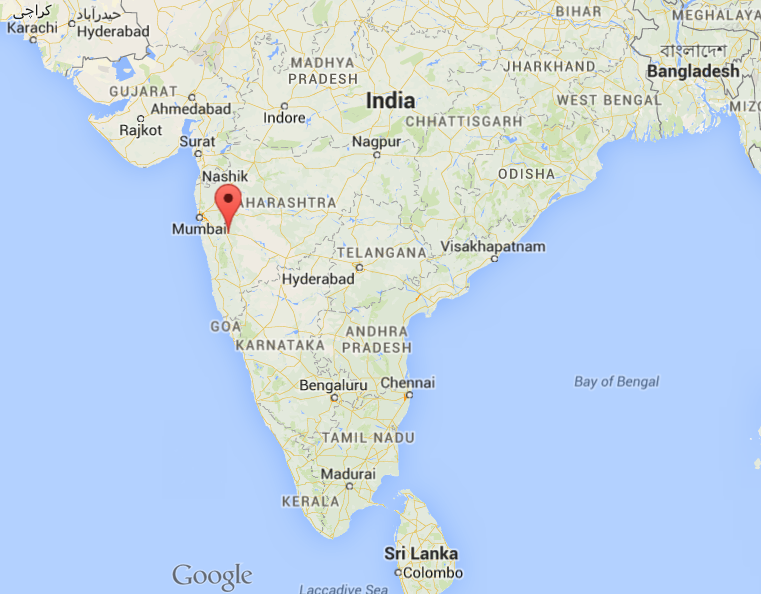 کراچی
Karachi
حیدرآباد
Hyderabad
BIHAR
MEGHALAYA
বাংলাদেশ
Bangladesh
MADHYA
PRADESH
JHARKHAND
GUJARAT
Ahmedabad
India
WEST BENGAL
MIZO
Rajkot
Indore
CHHATTISGARH
Surat
Nagpur
Nashik
ODISHA
AHARASHTRA
Mumbai
TELANGANA
Visakhapatnam
Hyderabad
GOA
KARNATAKA
ANDHRA
PRADESH
Bengaluru
Chennai
Bay of Bengal
TAMIL NADU
Madurai
KERALA
Sri Lanka
Colombo
Google
Laccadive Sea